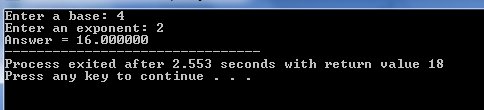 Enter a base: 4
Enter an exponent: 2
Answer = 16.000000
--------------------------------
Process exited after 2.553 seconds with return value 18
Press any key to continue . . .